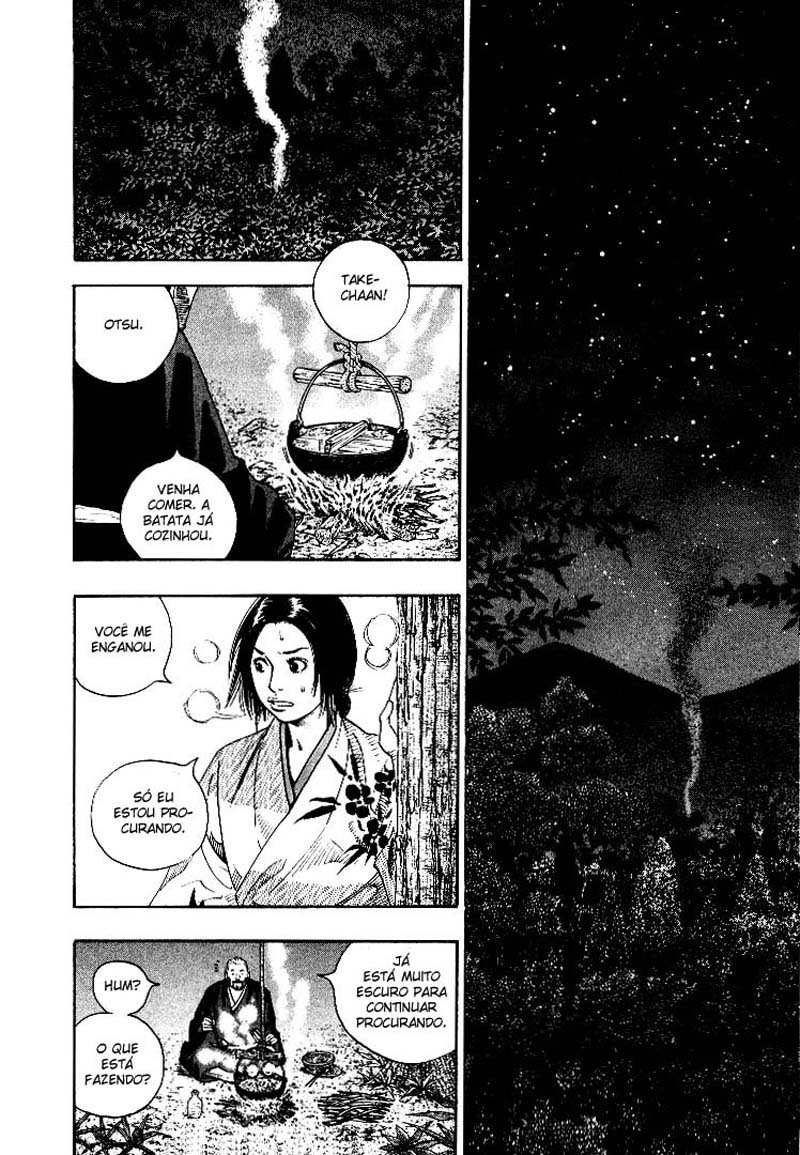 TAKE-
CHAAN!
OTSU.
VENHA
COMER. A
BATATA JÁ
COZINHOU.
VOCÊ ME
ENGANOU.
SÓ EU
ESTOU PRO-
CURANDO.
JÁ
ESTÁ MUITO
ESCURO PARA
CONTINUAR
PROCURANDO.
HUM?
O QUE
ESTÁ
FAZENDO?